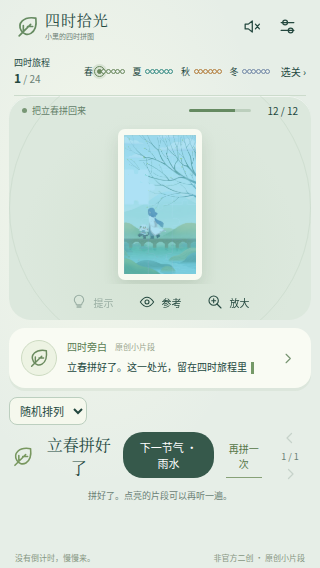 四时拾光
小黑的四时拼图
四时旅程
1 / 24
春 夏 秋 冬 选关 ›
把立春拼回来
12 / 12
提示 参考 放大
四时旁白 原创小片段
立春拼好了。这一处光，留在四时旅程里
随机排列
立春拼好了
下一节气 · 雨水
再拼一次
1 / 1
拼好了。点亮的片段可以再听一遍。
没有倒计时，慢慢来。
非官方二创 · 原创小片段